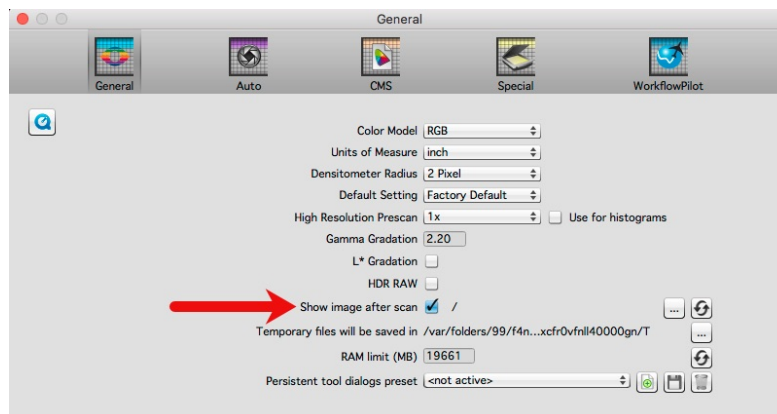 General
General Auto CMS Special WorkflowPilot
Color Model RGB
Units of Measure inch
Densitometer Radius 2 Pixel
Default Setting Factory Default
High Resolution Prescan 1x Use for histograms
Gamma Gradation 2.20
L* Gradation
HDR RAW
Show image after scan /
Temporary files will be saved in /var/folders/99/f4n...xcfr0vfnll40000gn/T ...
RAM limit (MB) 19661
Persistent tool dialogs preset <not active>